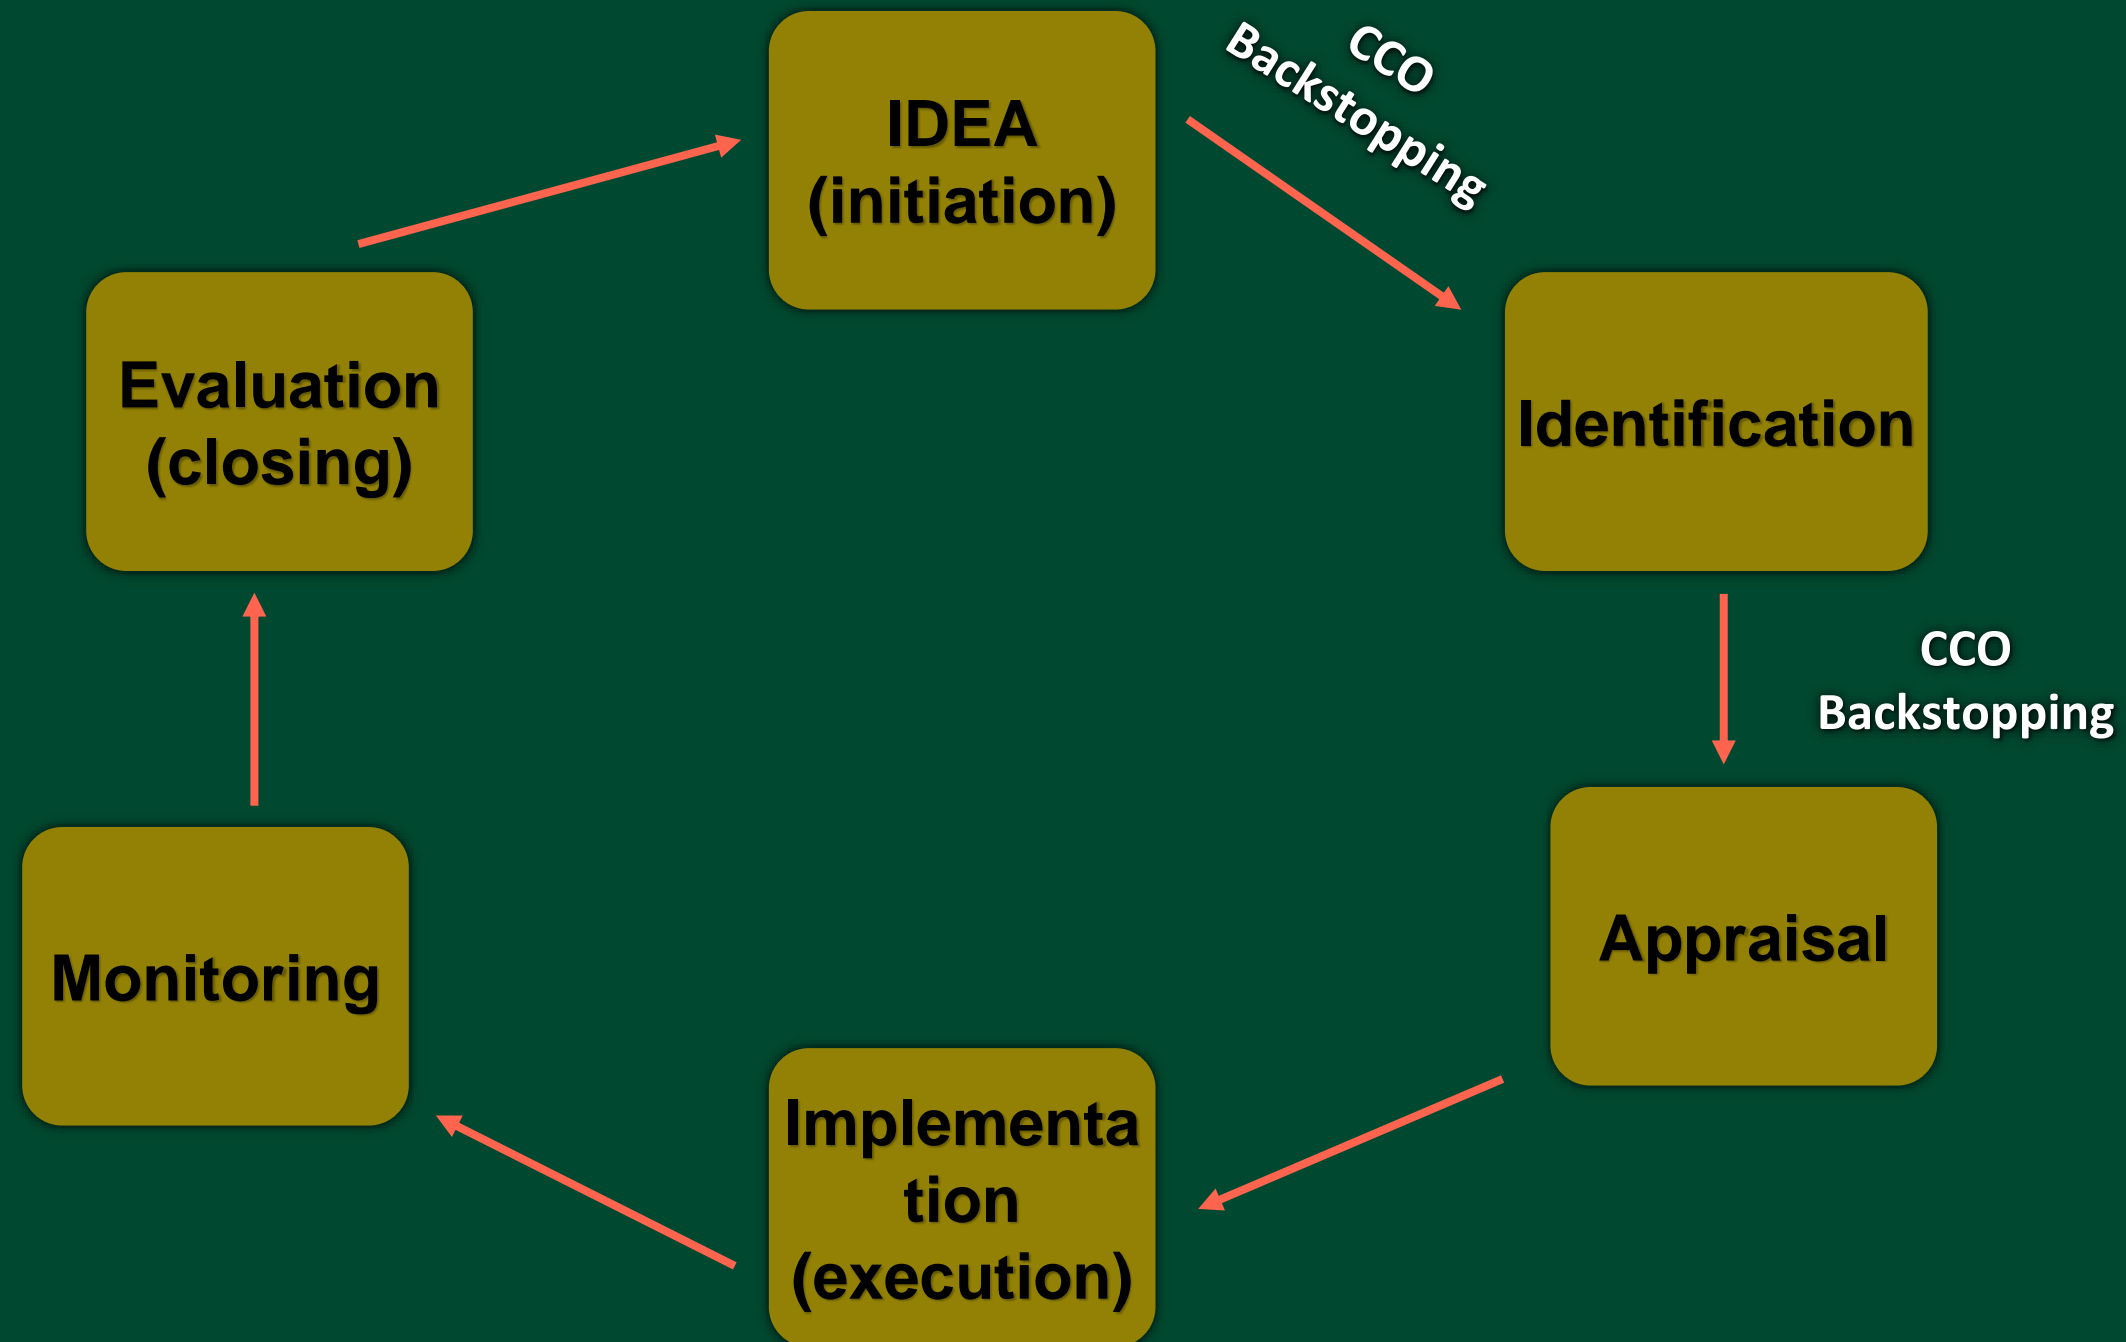 IDEA
(initiation)
CCO
Backstopping
Identification
CCO
Backstopping
Appraisal
Implementa
tion
(execution)
Monitoring
Evaluation
(closing)